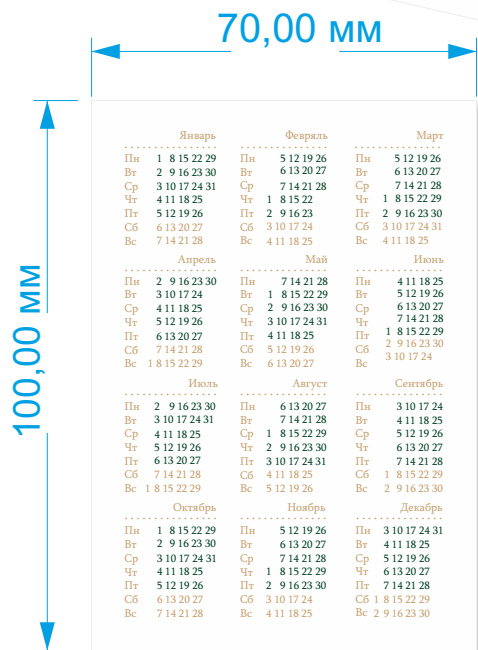 70,00 мм
100,00 мм
Январь
Пн 1 8 15 22 29
Вт 2 9 16 23 30
Ср 3 10 17 24 31
Чт 4 11 18 25
Пт 5 12 19 26
Сб 6 13 20 27
Вс 7 14 21 28
Февряль
Пн 5 12 19 26
Вт 6 13 20 27
Ср 7 14 21 28
Чт 1 8 15 22
Пт 2 9 16 23
Сб 3 10 17 24
Вс 4 11 18 25
Март
Пн 5 12 19 26
Вт 6 13 20 27
Ср 7 14 21 28
Чт 1 8 15 22 29
Пт 2 9 16 23 30
Сб 3 10 17 24 31
Вс 4 11 18 25
Апрель
Пн 2 9 16 23 30
Вт 3 10 17 24
Ср 4 11 18 25
Чт 5 12 19 26
Пт 6 13 20 27
Сб 7 14 21 28
Вс 1 8 15 22 29
Май
Пн 7 14 21 28
Вт 1 8 15 22 29
Ср 2 9 16 23 30
Чт 3 10 17 24 31
Пт 4 11 18 25
Сб 5 12 19 26
Вс 6 13 20 27
Июнь
Пн 4 11 18 25
Вт 5 12 19 26
Ср 6 13 20 27
Чт 7 14 21 28
Пт 1 8 15 22 29
Сб 2 9 16 23 30
Вс 3 10 17 24
Июль
Пн 2 9 16 23 30
Вт 3 10 17 24 31
Ср 4 11 18 25
Чт 5 12 19 26
Пт 6 13 20 27
Сб 7 14 21 28
Вс 1 8 15 22 29
Август
Пн 6 13 20 27
Вт 7 14 21 28
Ср 1 8 15 22 29
Чт 2 9 16 23 30
Пт 3 10 17 24 31
Сб 4 11 18 25
Вс 5 12 19 26
Сентябрь
Пн 3 10 17 24
Вт 4 11 18 25
Ср 5 12 19 26
Чт 6 13 20 27
Пт 7 14 21 28
Сб 1 8 15 22 29
Вс 2 9 16 23 30
Октябрь
Пн 1 8 15 22 29
Вт 2 9 16 23 30
Ср 3 10 17 24 31
Чт 4 11 18 25
Пт 5 12 19 26
Сб 6 13 20 27
Вс 7 14 21 28
Ноябрь
Пн 5 12 19 26
Вт 6 13 20 27
Ср 7 14 21 28
Чт 1 8 15 22 29
Пт 2 9 16 23 30
Сб 3 10 17 24
Вс 4 11 18 25
Декабрь
Пн 3 10 17 24 31
Вт 4 11 18 25
Ср 5 12 19 26
Чт 6 13 20 27
Пт 7 14 21 28
Сб 1 8 15 22 29
Вс 2 9 16 23 30